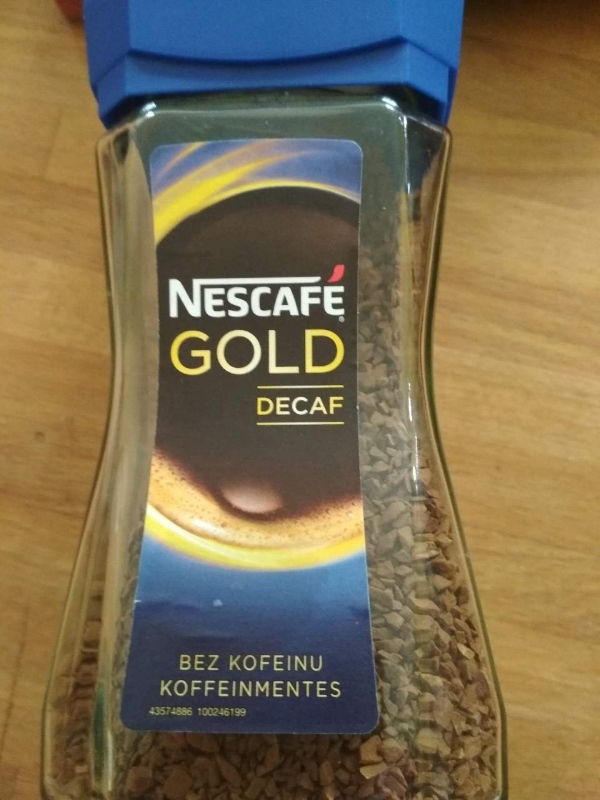 NESCAFÉ®
GOLD
DECAF
BEZ KOFEINU
KOFFEINMENTES
43574886 100246199